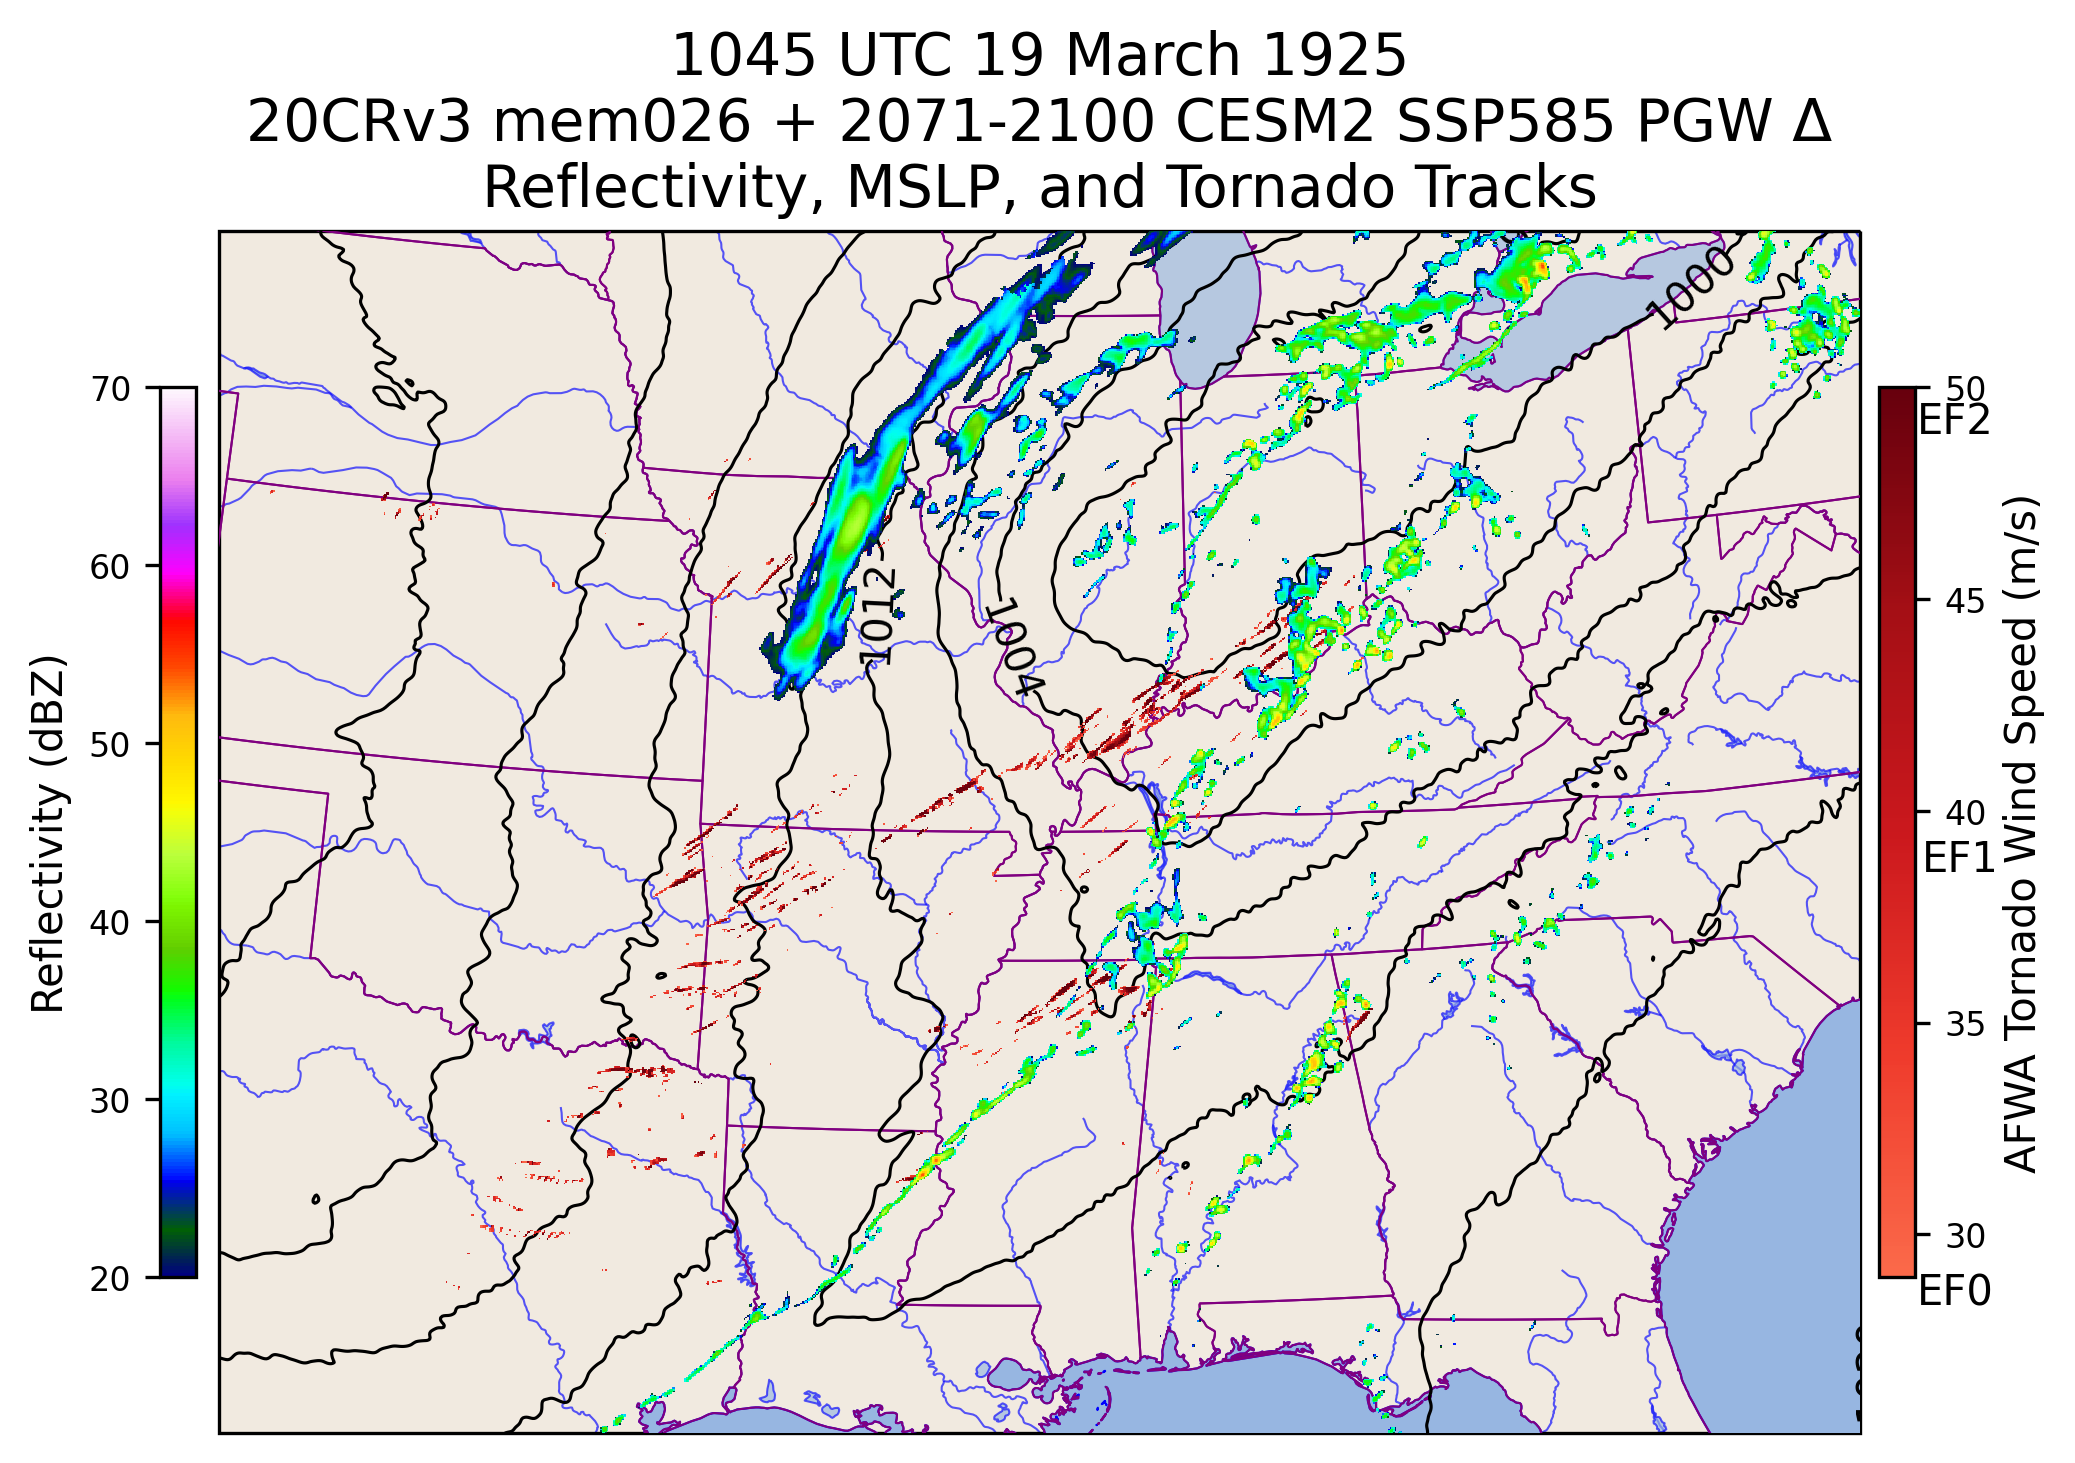 1045 UTC 19 March 1925
20CRv3 mem026 + 2071-2100 CESM2 SSP585 PGW Δ
Reflectivity, MSLP, and Tornado Tracks
70
60
50
40
30
20
Reflectivity (dBZ)
1000
1012
1004
50
EF2
45
40
EF1
35
30
EF0
AFWA Tornado Wind Speed (m/s)